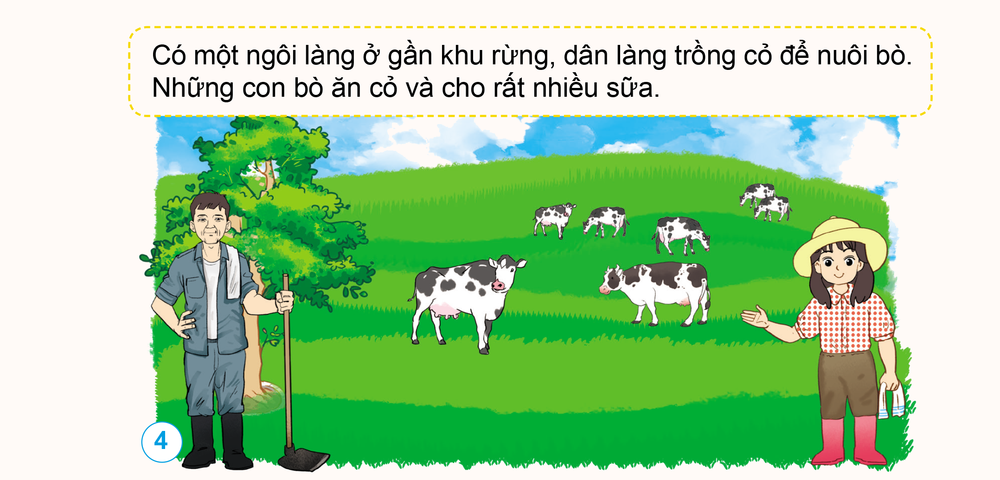 Có một ngôi làng ở gần khu rừng, dân làng trồng cỏ để nuôi bò.
Những con bò ăn cỏ và cho rất nhiều sữa.
4